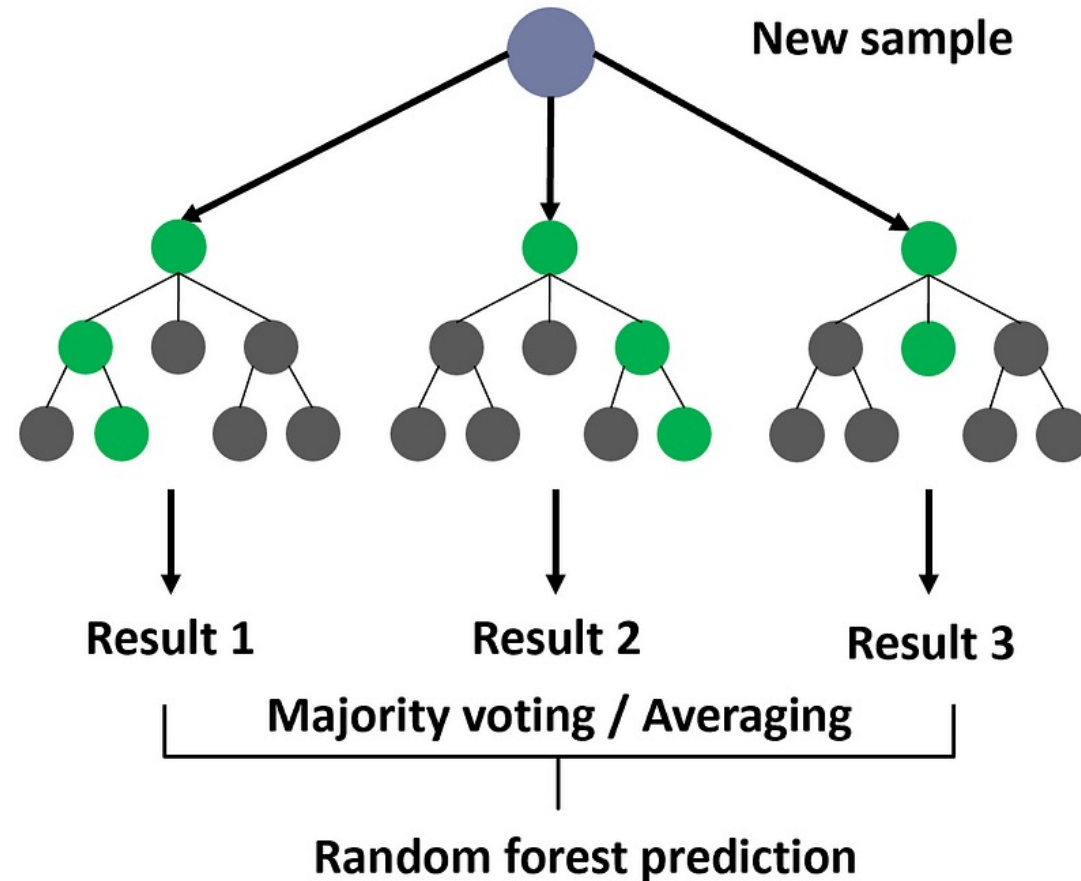 New sample
Result 1
Result 2
Result 3
Majority voting / Averaging
Random forest prediction